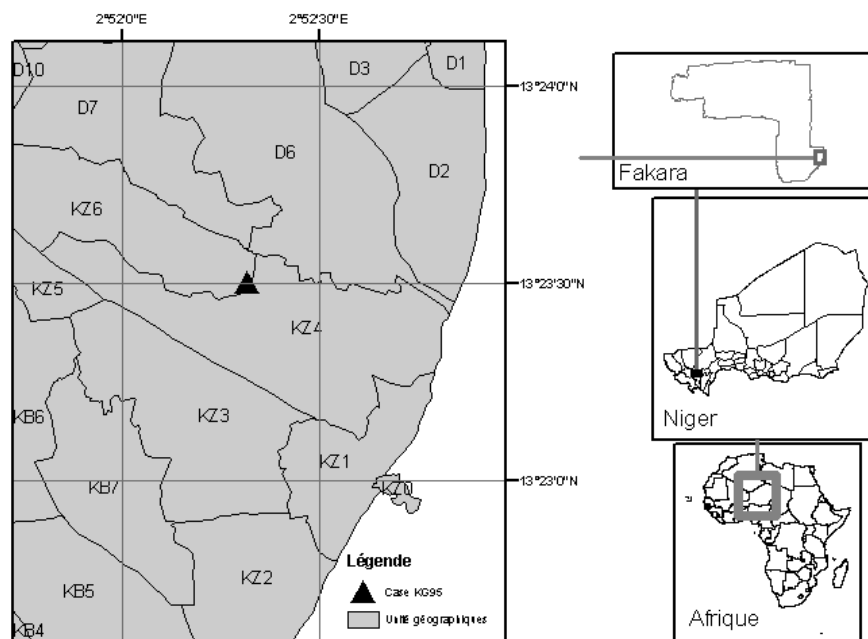 2°52'0"E
2°52'30"E
D10
D3
D1
13°24'0"N
D7
D6
D2
KZ6
KZ5
13°23'30"N
KZ4
KB6
KZ3
KZ1
KB7
KZ0
13°23'0"N
KZ2
KB5
KB4
Légende
Case KG95
Unité géographiques
Fakara
Niger
Afrique